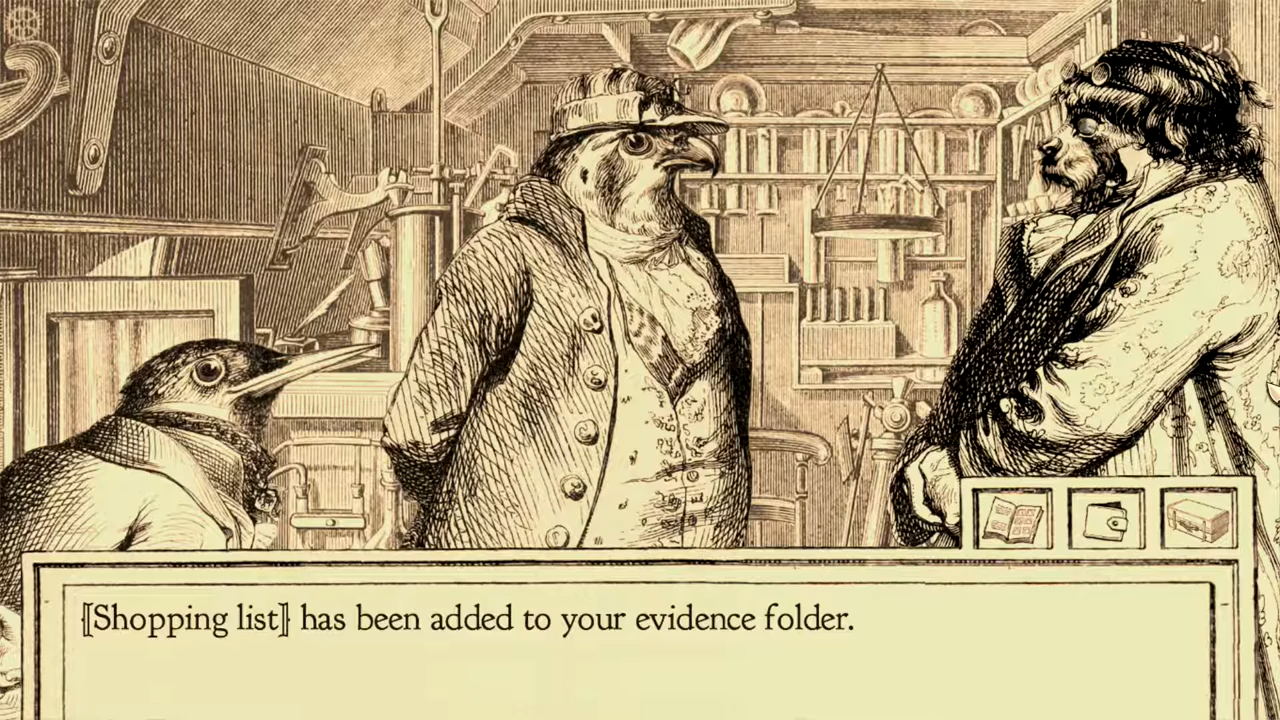 ⟦Shopping list⟧ has been added to your evidence folder.